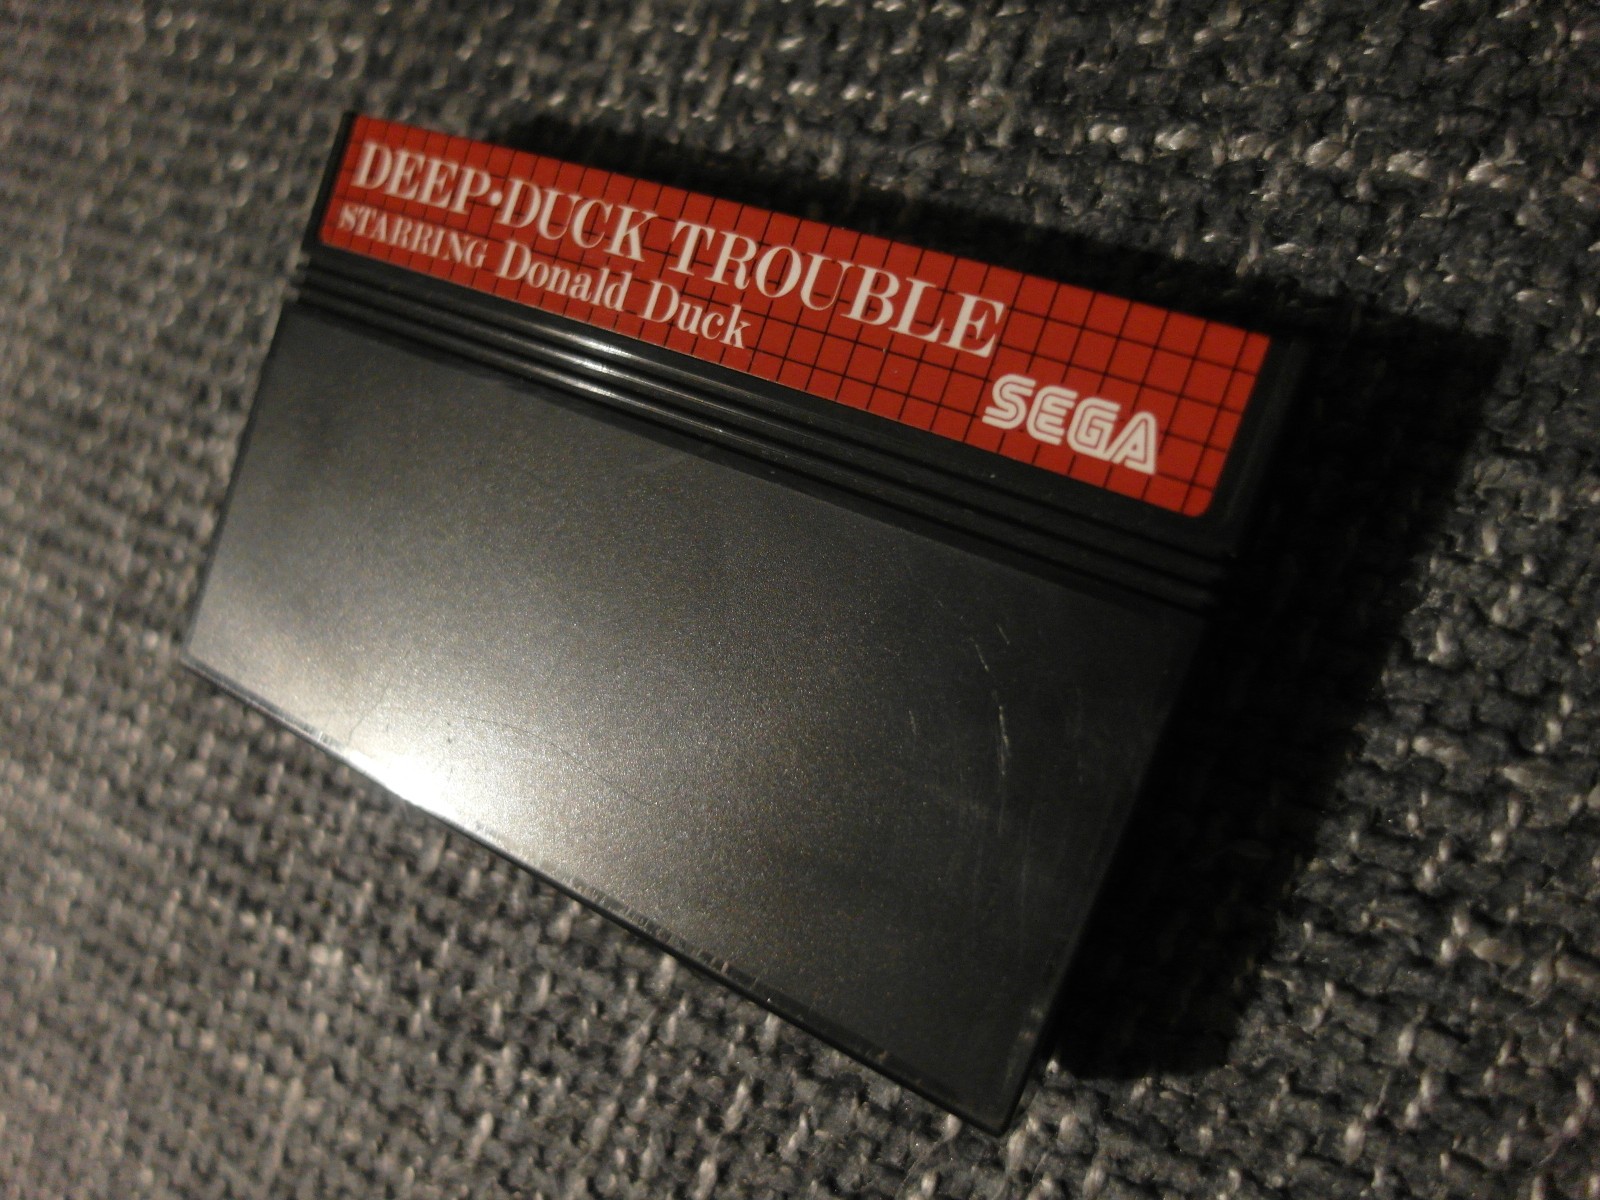 DEEP·DUCK TROUBLE
STARRING Donald Duck
SEGA